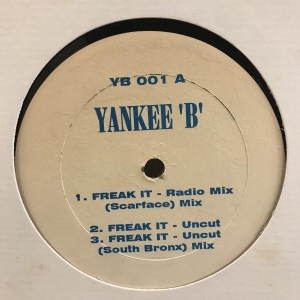 YB 001 A
YANKEE 'B'
1. FREAK IT - Radio Mix
(Scarface) Mix
2. FREAK IT - Uncut
3. FREAK IT - Uncut
(South Bronx) Mix